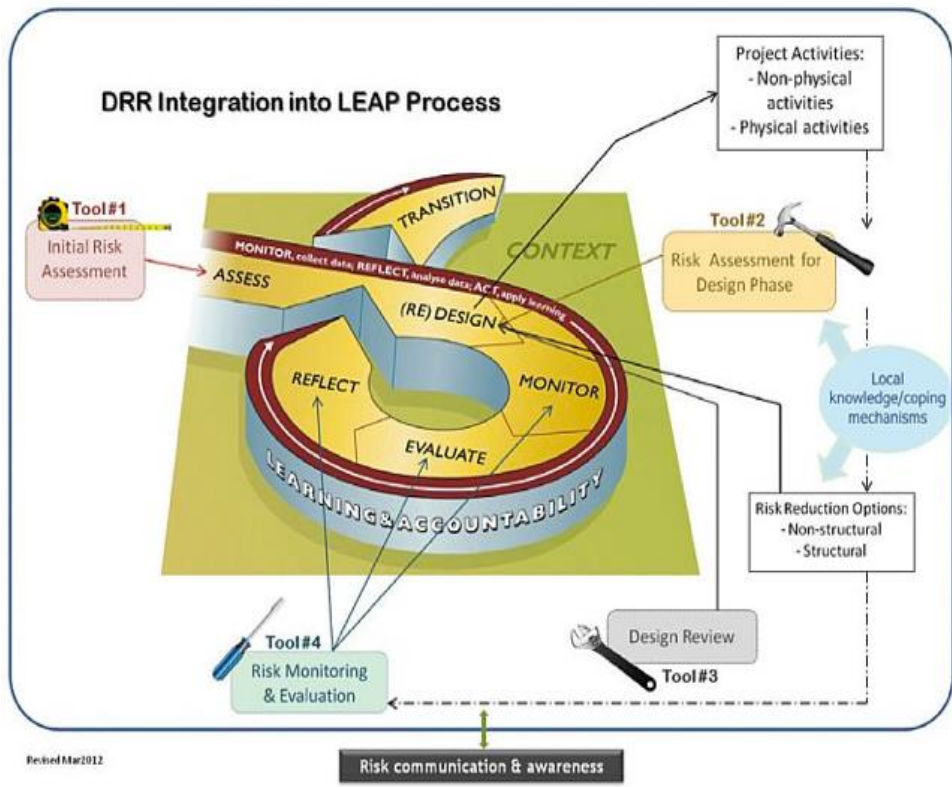 DRR Integration into LEAP Process
Project Activities:
- Non-physical
activities
- Physical activities
Tool#1
Initial Risk
Assessment
Tool#2
Risk Assessment for
Design Phase
TRANSITION
CONTEXT
MONITOR, collect data; REFLECT, analyse data; ACT, apply learning
ASSESS
(RE) DESIGN
MONITOR
REFLECT
EVALUATE
LEARNING & ACCOUNTABILITY
Local
knowledge/coping
mechanisms
Risk Reduction Options:
- Non-structural
- Structural
Design Review
Tool#3
Tool#4
Risk Monitoring
& Evaluation
Revised Mar2012
Risk communication & awareness